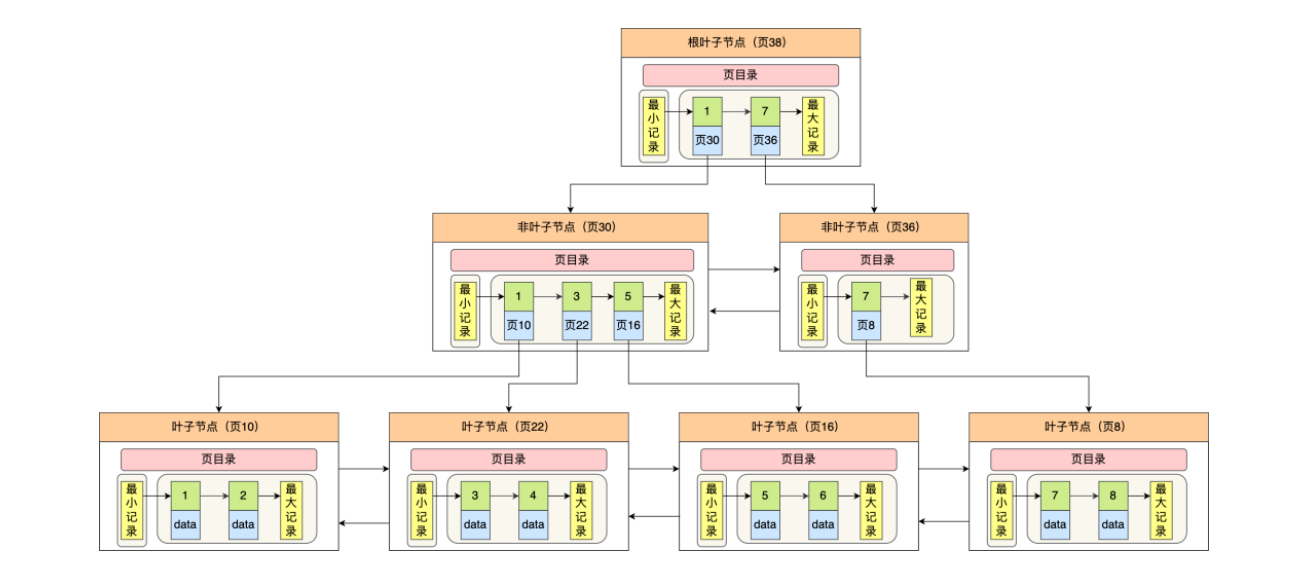 根叶子节点（页38）
页目录
最小记录
1
7
最大记录
页30
页36
非叶子节点（页30）
页目录
最小记录
1
3
5
最大记录
页10
页22
页16
非叶子节点（页36）
页目录
最小记录
7
最大记录
页8
叶子节点（页10）
页目录
最小记录
1
2
最大记录
data
data
叶子节点（页22）
页目录
最小记录
3
4
最大记录
data
data
叶子节点（页16）
页目录
最小记录
5
6
最大记录
data
data
叶子节点（页8）
页目录
最小记录
7
8
最大记录
data
data